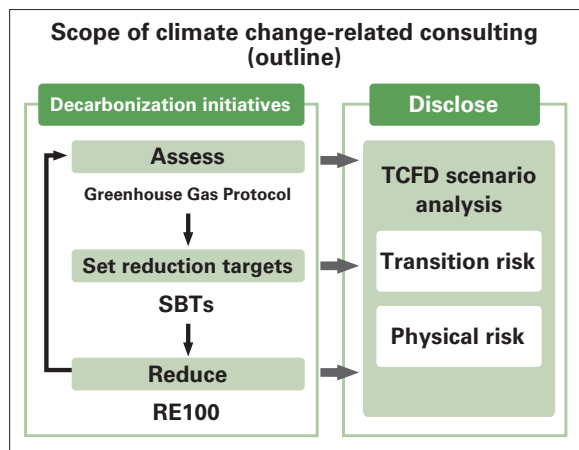 Scope of climate change-related consulting
(outline)
Decarbonization initiatives
Assess
Greenhouse Gas Protocol
Set reduction targets
SBTs
Reduce
RE100
Disclose
TCFD scenario
analysis
Transition risk
Physical risk